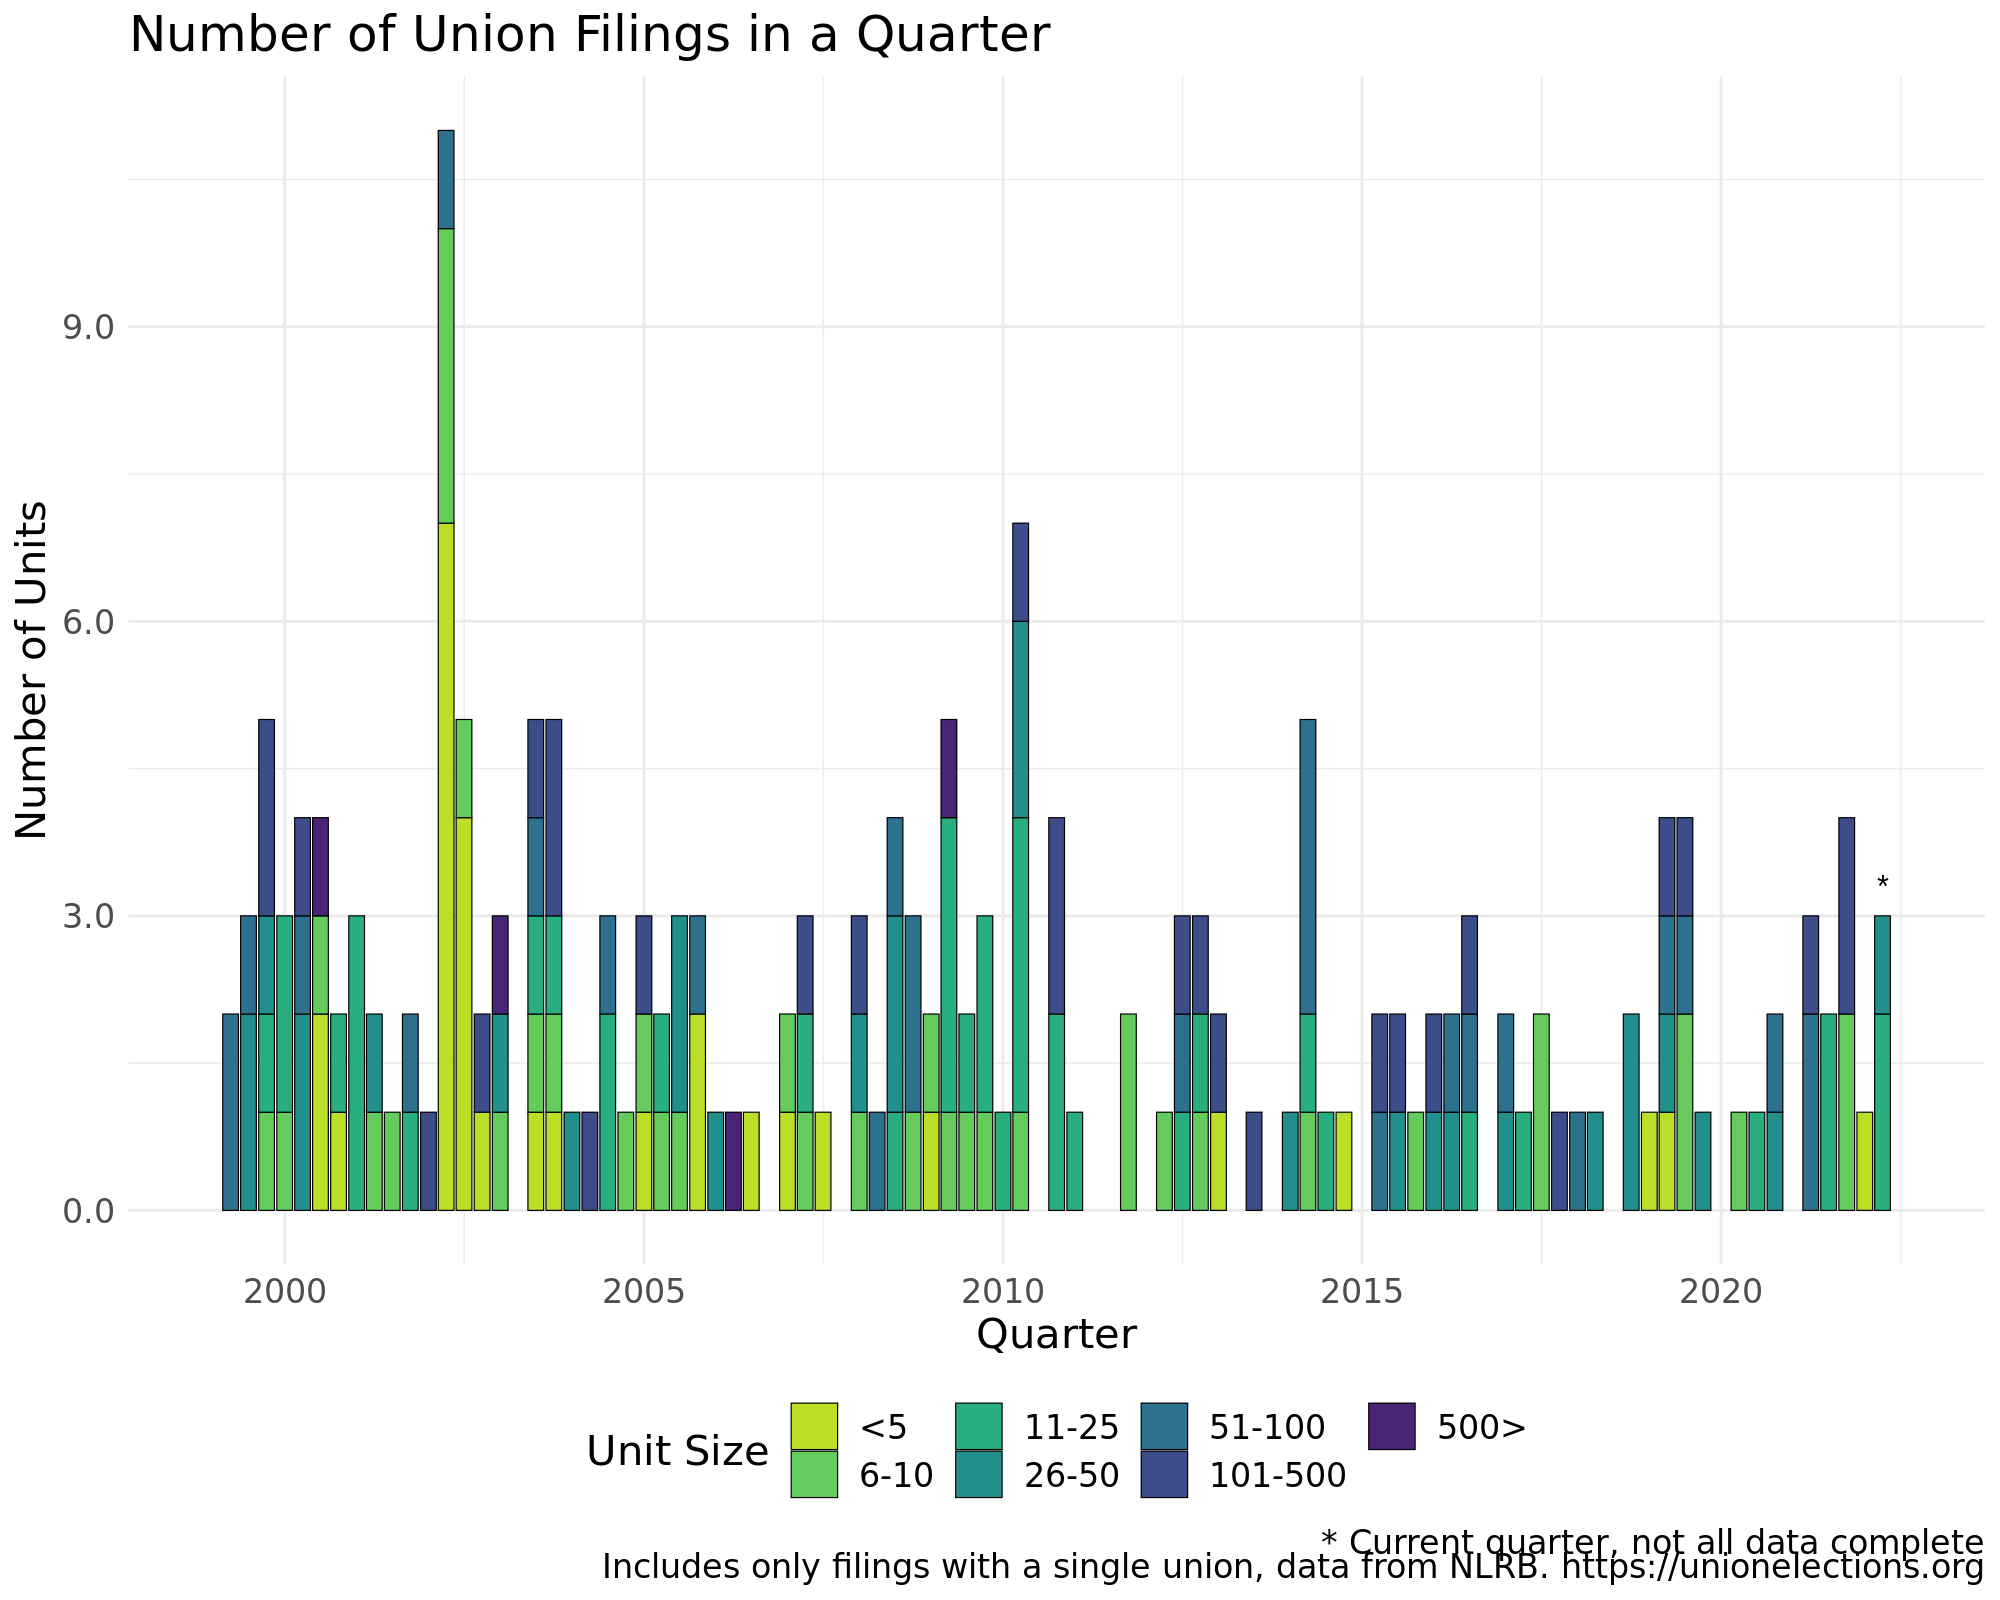 Number of Union Filings in a Quarter
Number of Units
9.0
6.0
3.0
0.0
*
2000
2005
2010
2015
2020
Quarter
Unit Size
<5
6-10
11-25
26-50
51-100
101-500
500>
* Current quarter, not all data complete
Includes only filings with a single union, data from NLRB. https://unionelections.org